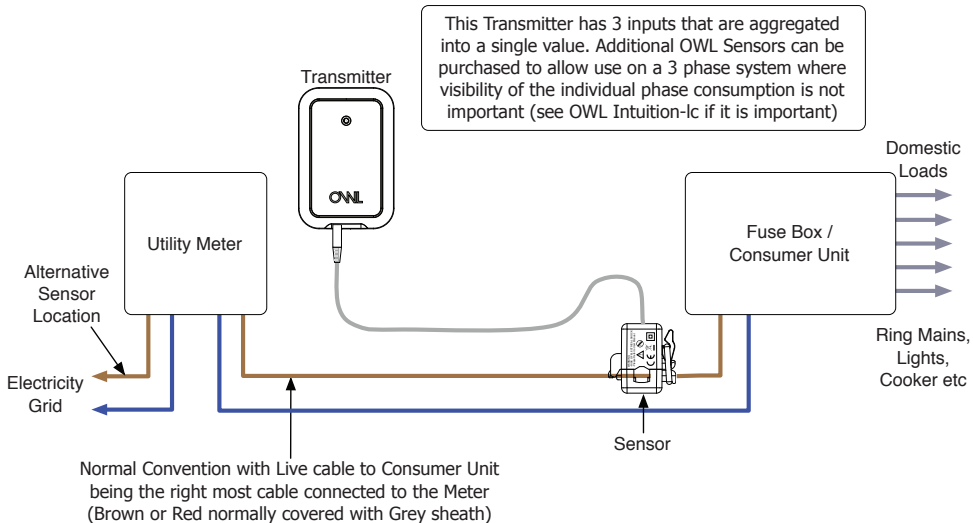 This Transmitter has 3 inputs that are aggregated
into a single value. Additional OWL Sensors can be
purchased to allow use on a 3 phase system where
visibility of the individual phase consumption is not
important (see OWL Intuition-lc if it is important)
Transmitter
OWL
Domestic
Loads
Utility Meter
Fuse Box /
Consumer Unit
Alternative
Sensor
Location
Ring Mains,
Lights,
Cooker etc
Electricity
Grid
CE
Sensor
Normal Convention with Live cable to Consumer Unit
being the right most cable connected to the Meter
(Brown or Red normally covered with Grey sheath)